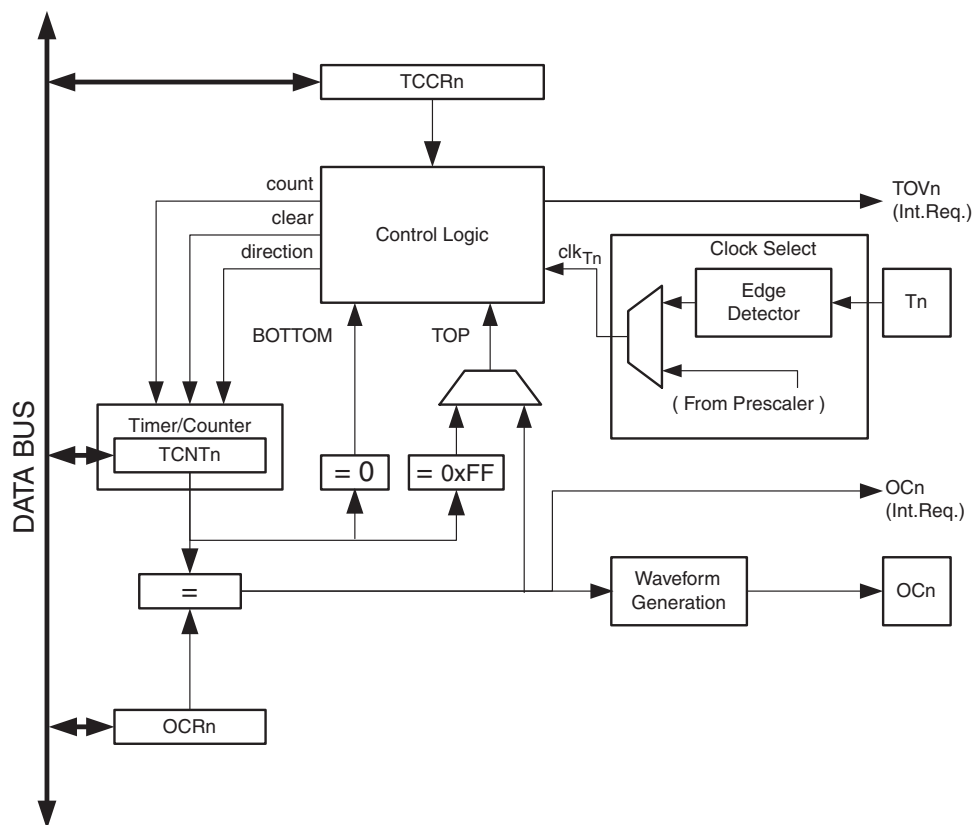 TCCRn
count
clear
direction
Control Logic
TOVn
(Int.Req.)
clkTn
Clock Select
Edge
Detector
Tn
( From Prescaler )
BOTTOM
TOP
DATA BUS
Timer/Counter
TCNTn
= 0
= 0xFF
OCn
(Int.Req.)
=
Waveform
Generation
OCn
OCRn